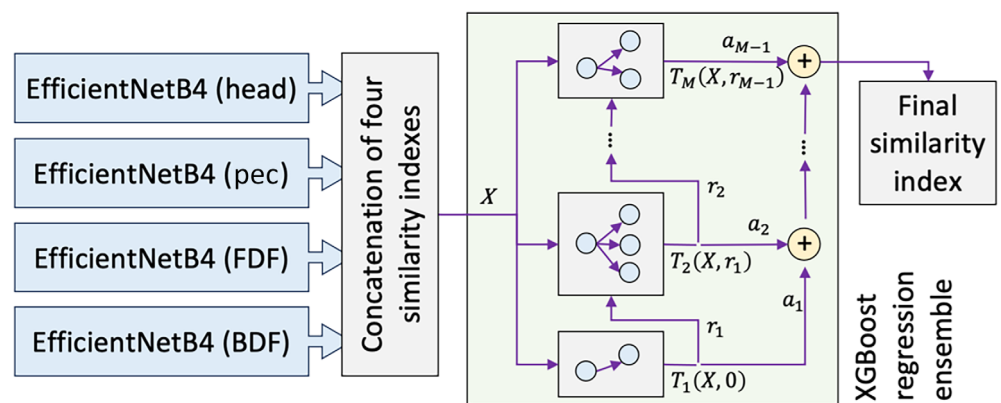 EfficientNetB4 (head)
EfficientNetB4 (pec)
EfficientNetB4 (FDF)
EfficientNetB4 (BDF)
Concatenation of four
similarity indexes
X
a_{M−1}
T_M(X, r_{M−1})
...
...
r_2
a_2
T_2(X, r_1)
a_1
r_1
T_1(X, 0)
+
+
Final
similarity
index
XGBoost
regression
ensemble